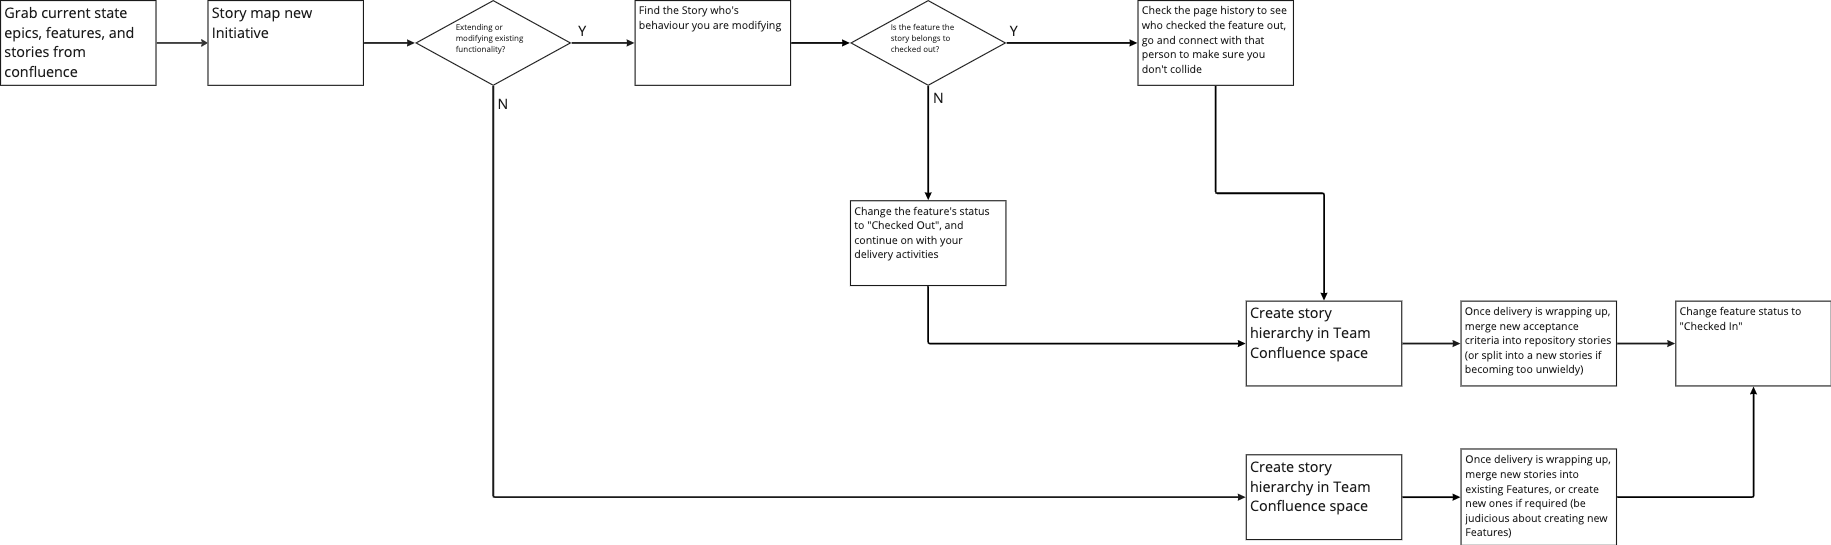 Grab current state
epics, features, and
stories from
confluence
Story map new
Initiative
Extending or
modifying existing
functionality?
Y
N
Find the Story who's
behaviour you are modifying
Is the feature the
story belongs to
checked out?
Y
N
Check the page history to see
who checked the feature out,
go and connect with that
person to make sure you
don't collide
Change the feature's status
to "Checked Out", and
continue on with your
delivery activities
Create story
hierarchy in Team
Confluence space
Once delivery is wrapping up,
merge new acceptance
criteria into repository stories
(or split into a new stories if
becoming too unwieldy)
Change feature status to
"Checked In"
Create story
hierarchy in Team
Confluence space
Once delivery is wrapping up,
merge new stories into
existing Features, or create
new ones if required (be
judicious about creating new
Features)